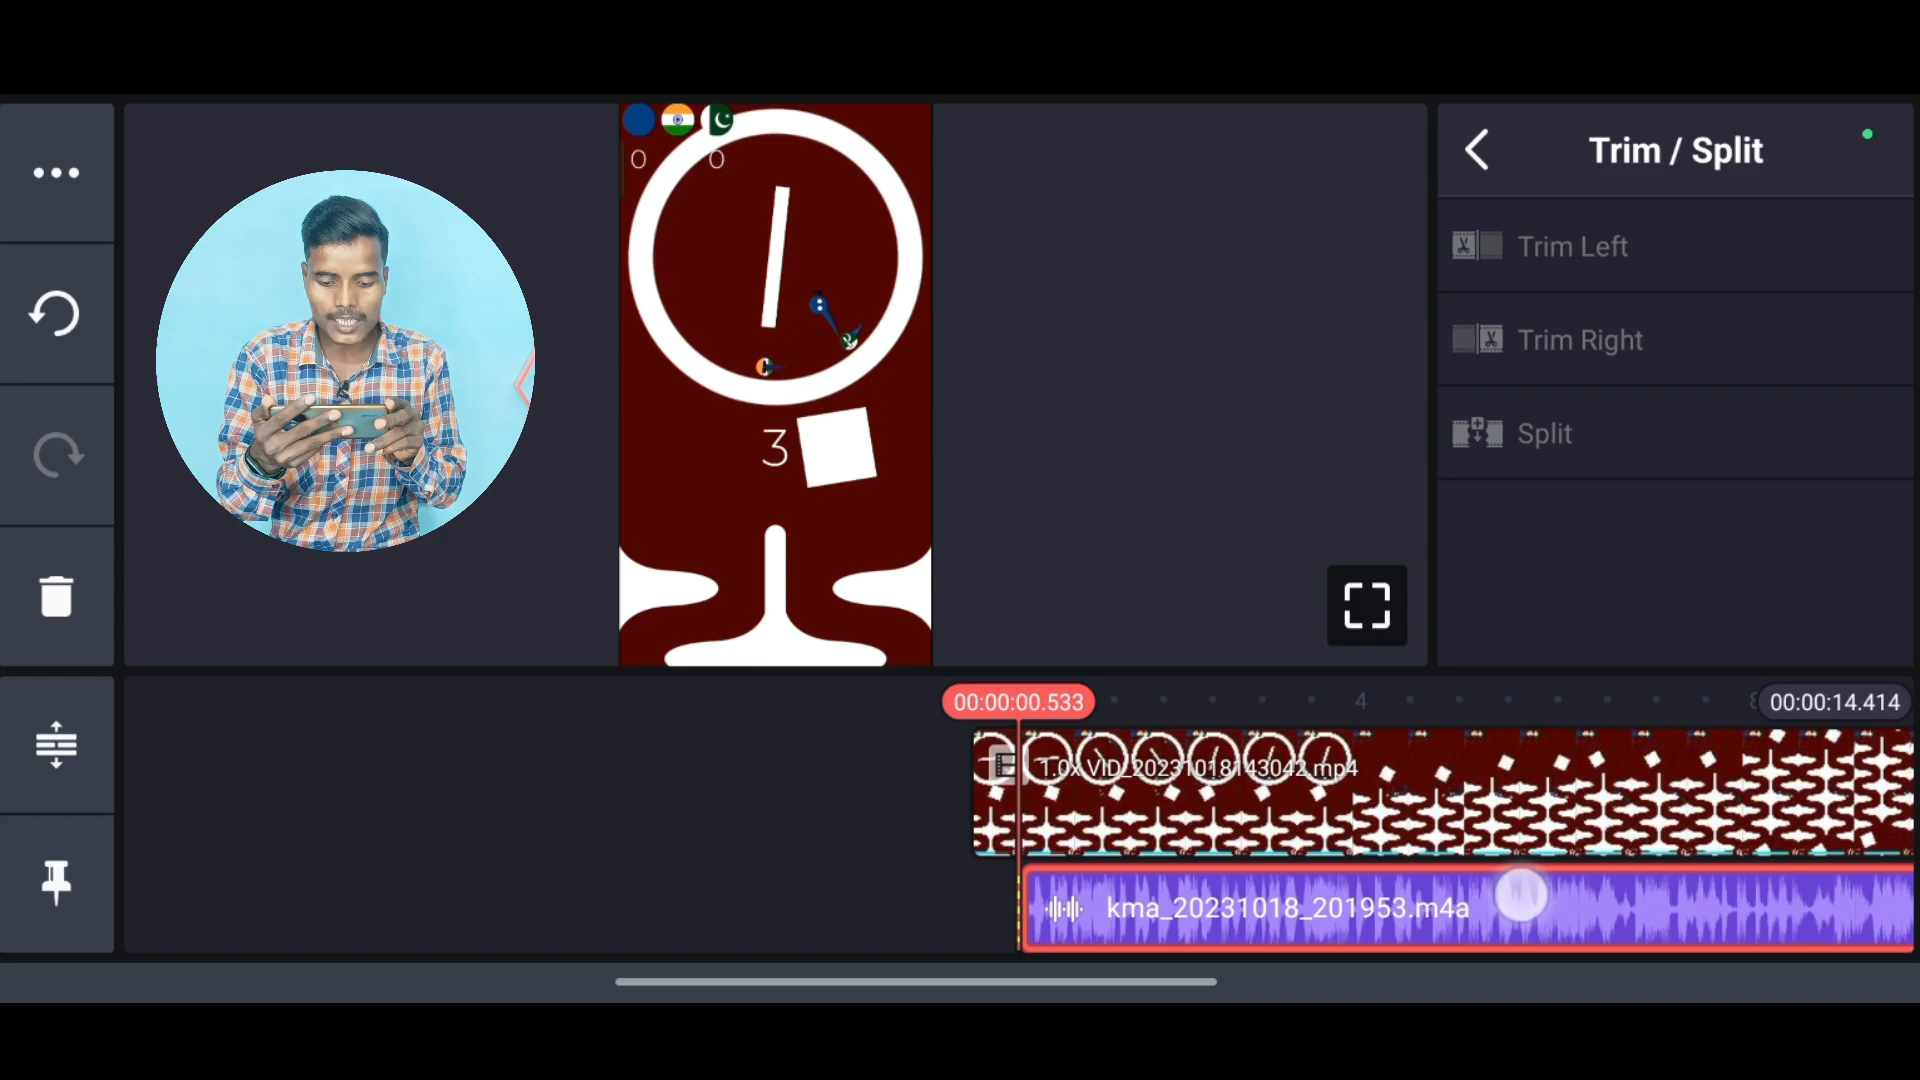 0
0
3
Trim / Split
Trim Left
Trim Right
Split
00:00:00.533
4
8
00:00:14.414
1.0x VID_20231018143042.mp4
kma_20231018_201953.m4a